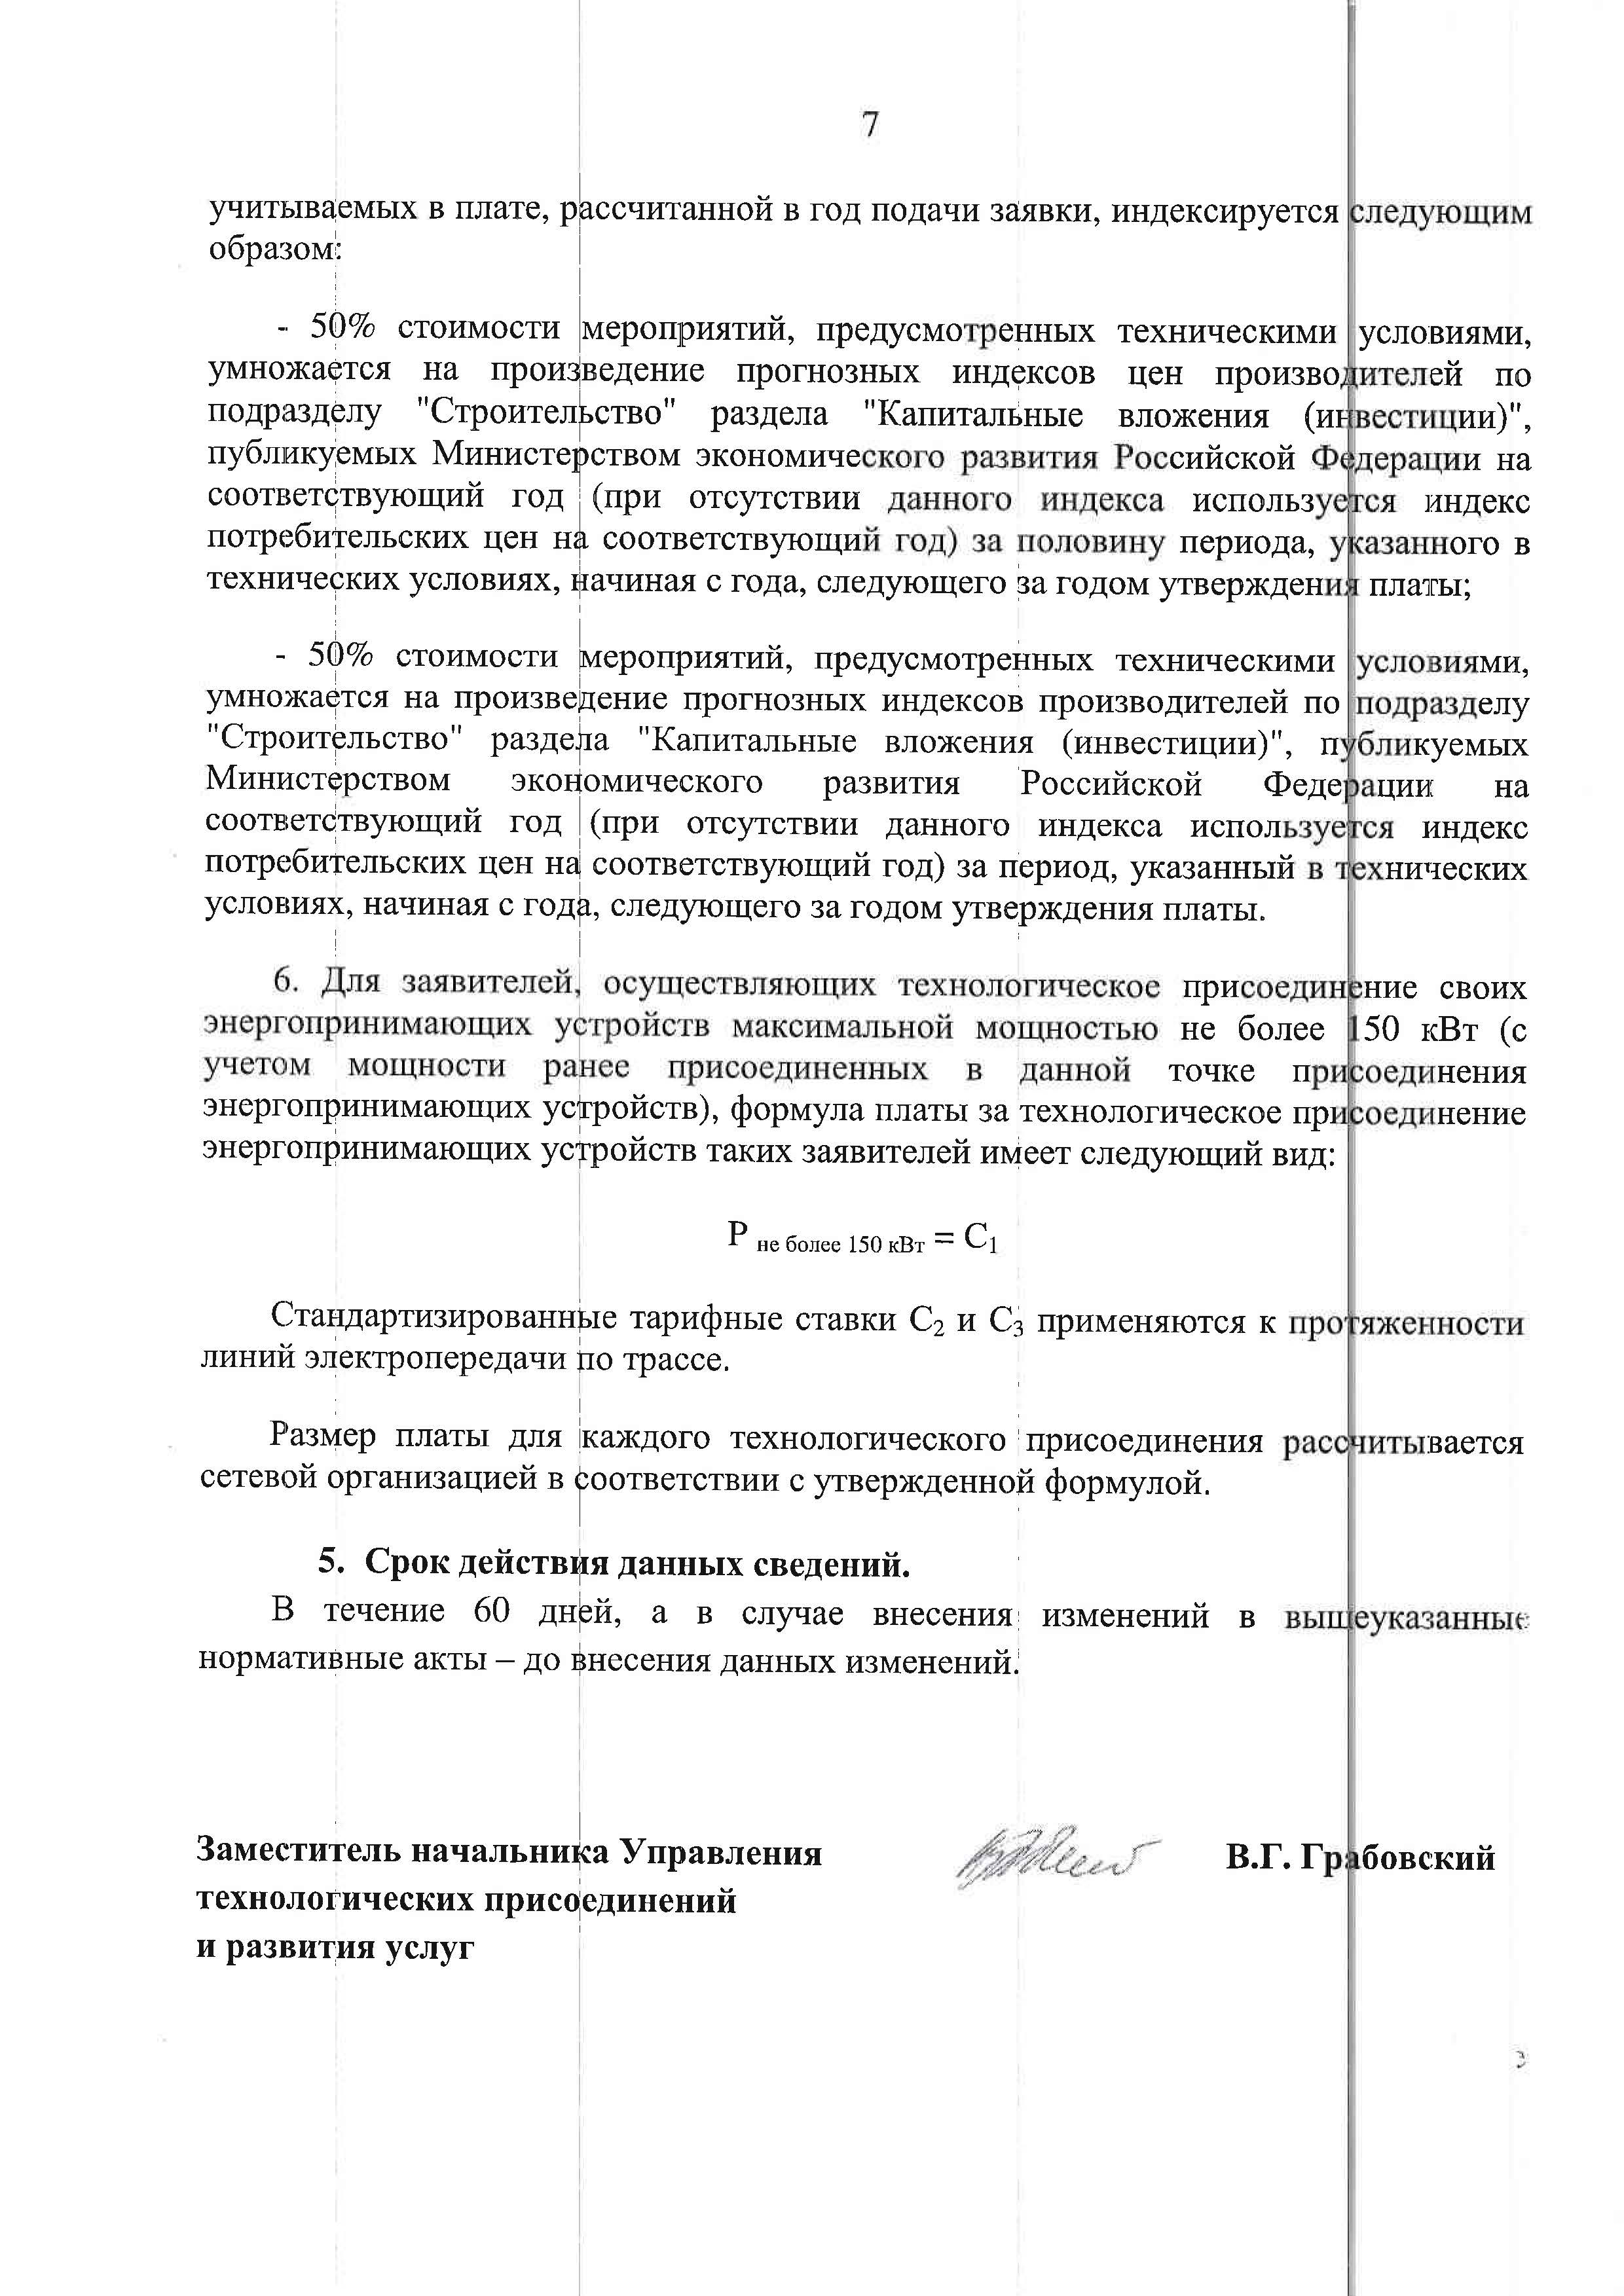 7
учитываемых в плате, рассчитанной в год подачи заявки, индексируется следующим
образом:
- 50% стоимости мероприятий, предусмотренных техническими условиями,
умножается на произведение прогнозных индексов цен производителей по
подразделу "Строительство" раздела "Капитальные вложения (инвестиции)",
публикуемых Министерством экономического развития Российской Федерации на
соответствующий год (при отсутствии данного индекса используется индекс
потребительских цен на соответствующий год) за половину периода, указанного в
технических условиях, начиная с года, следующего за годом утверждения платы;
- 50% стоимости мероприятий, предусмотренных техническими условиями,
умножается на произведение прогнозных индексов производителей по подразделу
"Строительство" раздела "Капитальные вложения (инвестиции)", публикуемых
Министерством экономического развития Российской Федерации на
соответствующий год (при отсутствии данного индекса используется индекс
потребительских цен на соответствующий год) за период, указанный в технических
условиях, начиная с года, следующего за годом утверждения платы.
6. Для заявителей, осуществляющих технологическое присоединение своих
энергопринимающих устройств максимальной мощностью не более 150 кВт (с
учетом мощности ранее присоединенных в данной точке присоединения
энергопринимающих устройств), формула платы за технологическое присоединение
энергопринимающих устройств таких заявителей имеет следующий вид:
Р не более 150 кВт = С₁
Стандартизированные тарифные ставки С₂ и С₃ применяются к протяженности
линий электропередачи по трассе.
Размер платы для каждого технологического присоединения рассчитывается
сетевой организацией в соответствии с утвержденной формулой.
5. Срок действия данных сведений.
В течение 60 дней, а в случае внесения изменений в вышеуказанные
нормативные акты – до внесения данных изменений.
Заместитель начальника Управления В.Г. Грабовский
технологических присоединений
и развития услуг